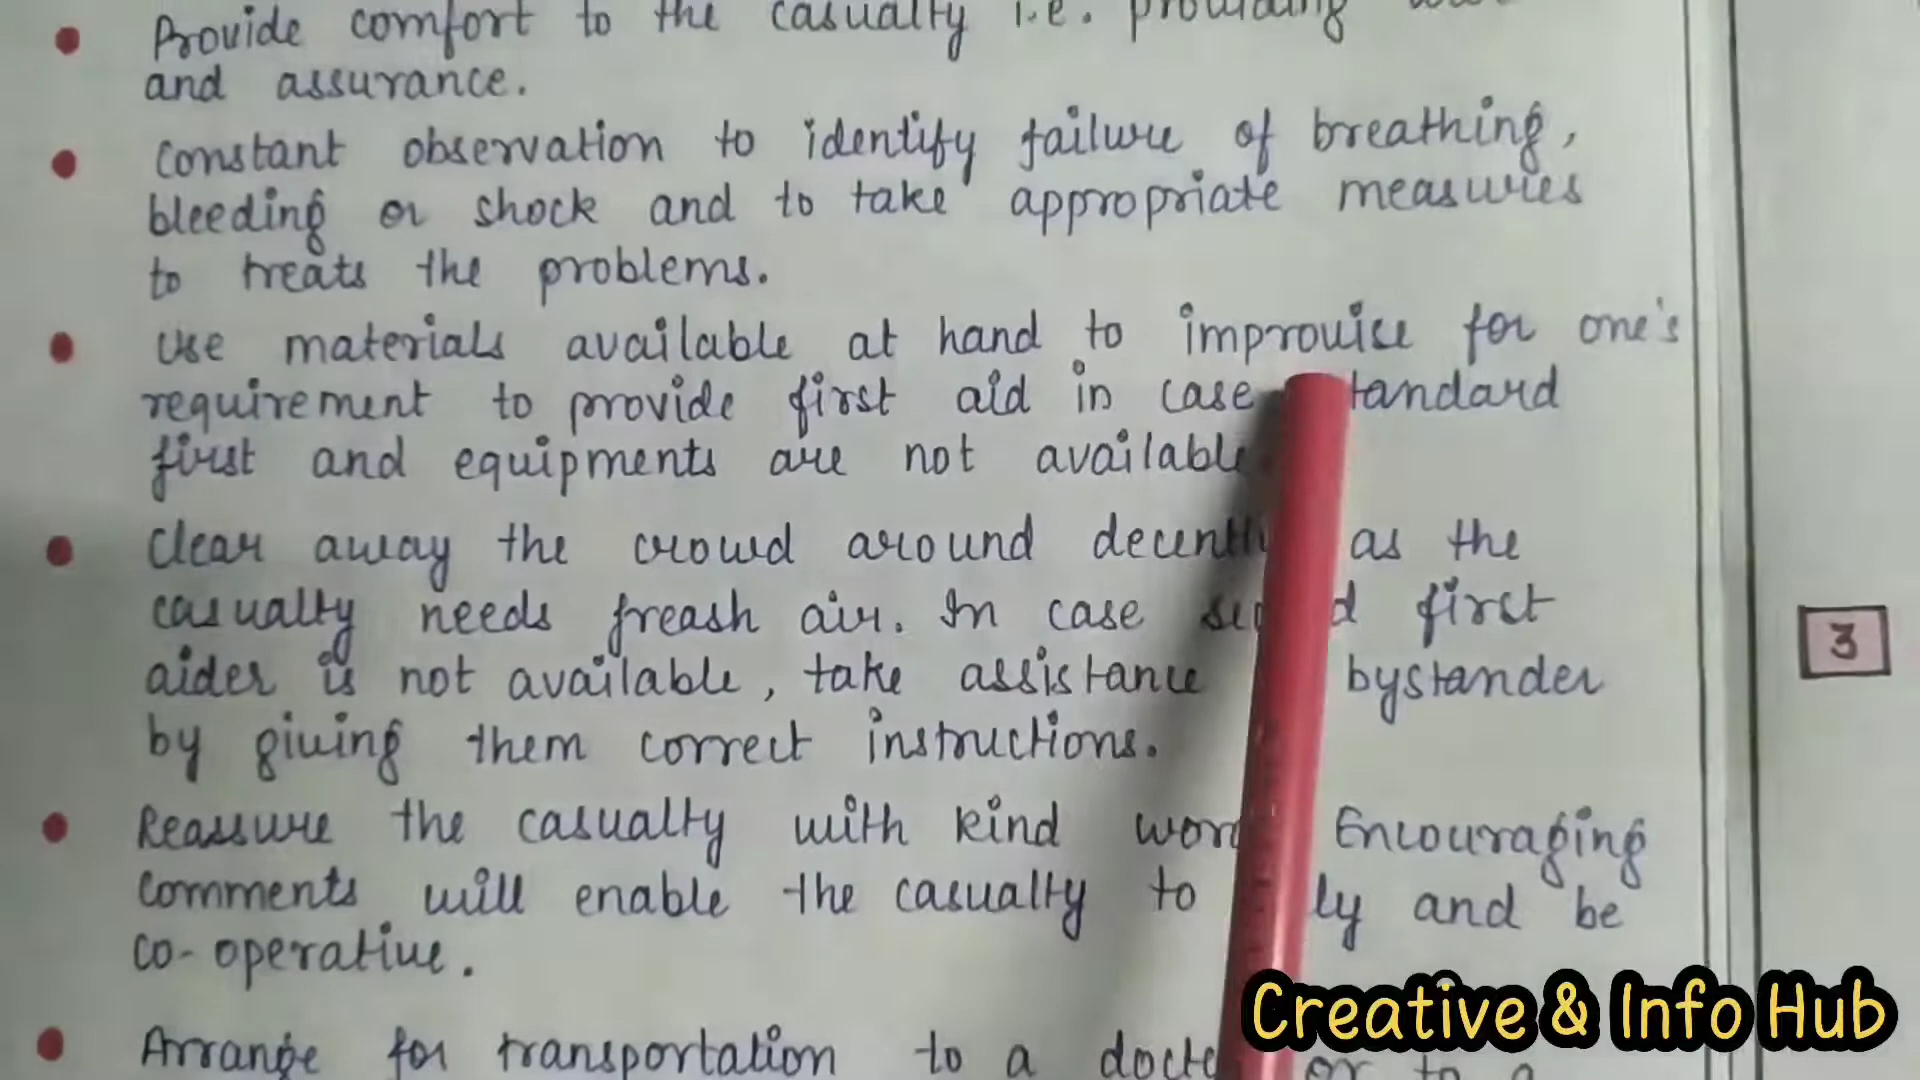 Provide comfort to the casualty i.e. providing
and assurance.
Constant observation to identify failure of breathing,
bleeding or shock and to take appropriate measures
to treats the problems.
Use materials available at hand to improvise for one's
requirement to provide first aid in case
first and equipments are not available
Clear away the crowd around as the
casualty needs freash air. In case first
aider is not available, take assistance bystander
by giving them correct instructions.
Reassure the casualty with kind Encouraging
comments will enable the casualty to and be
co-operative.
Arrange for transportation to a or to a
3
Creative & Info Hub